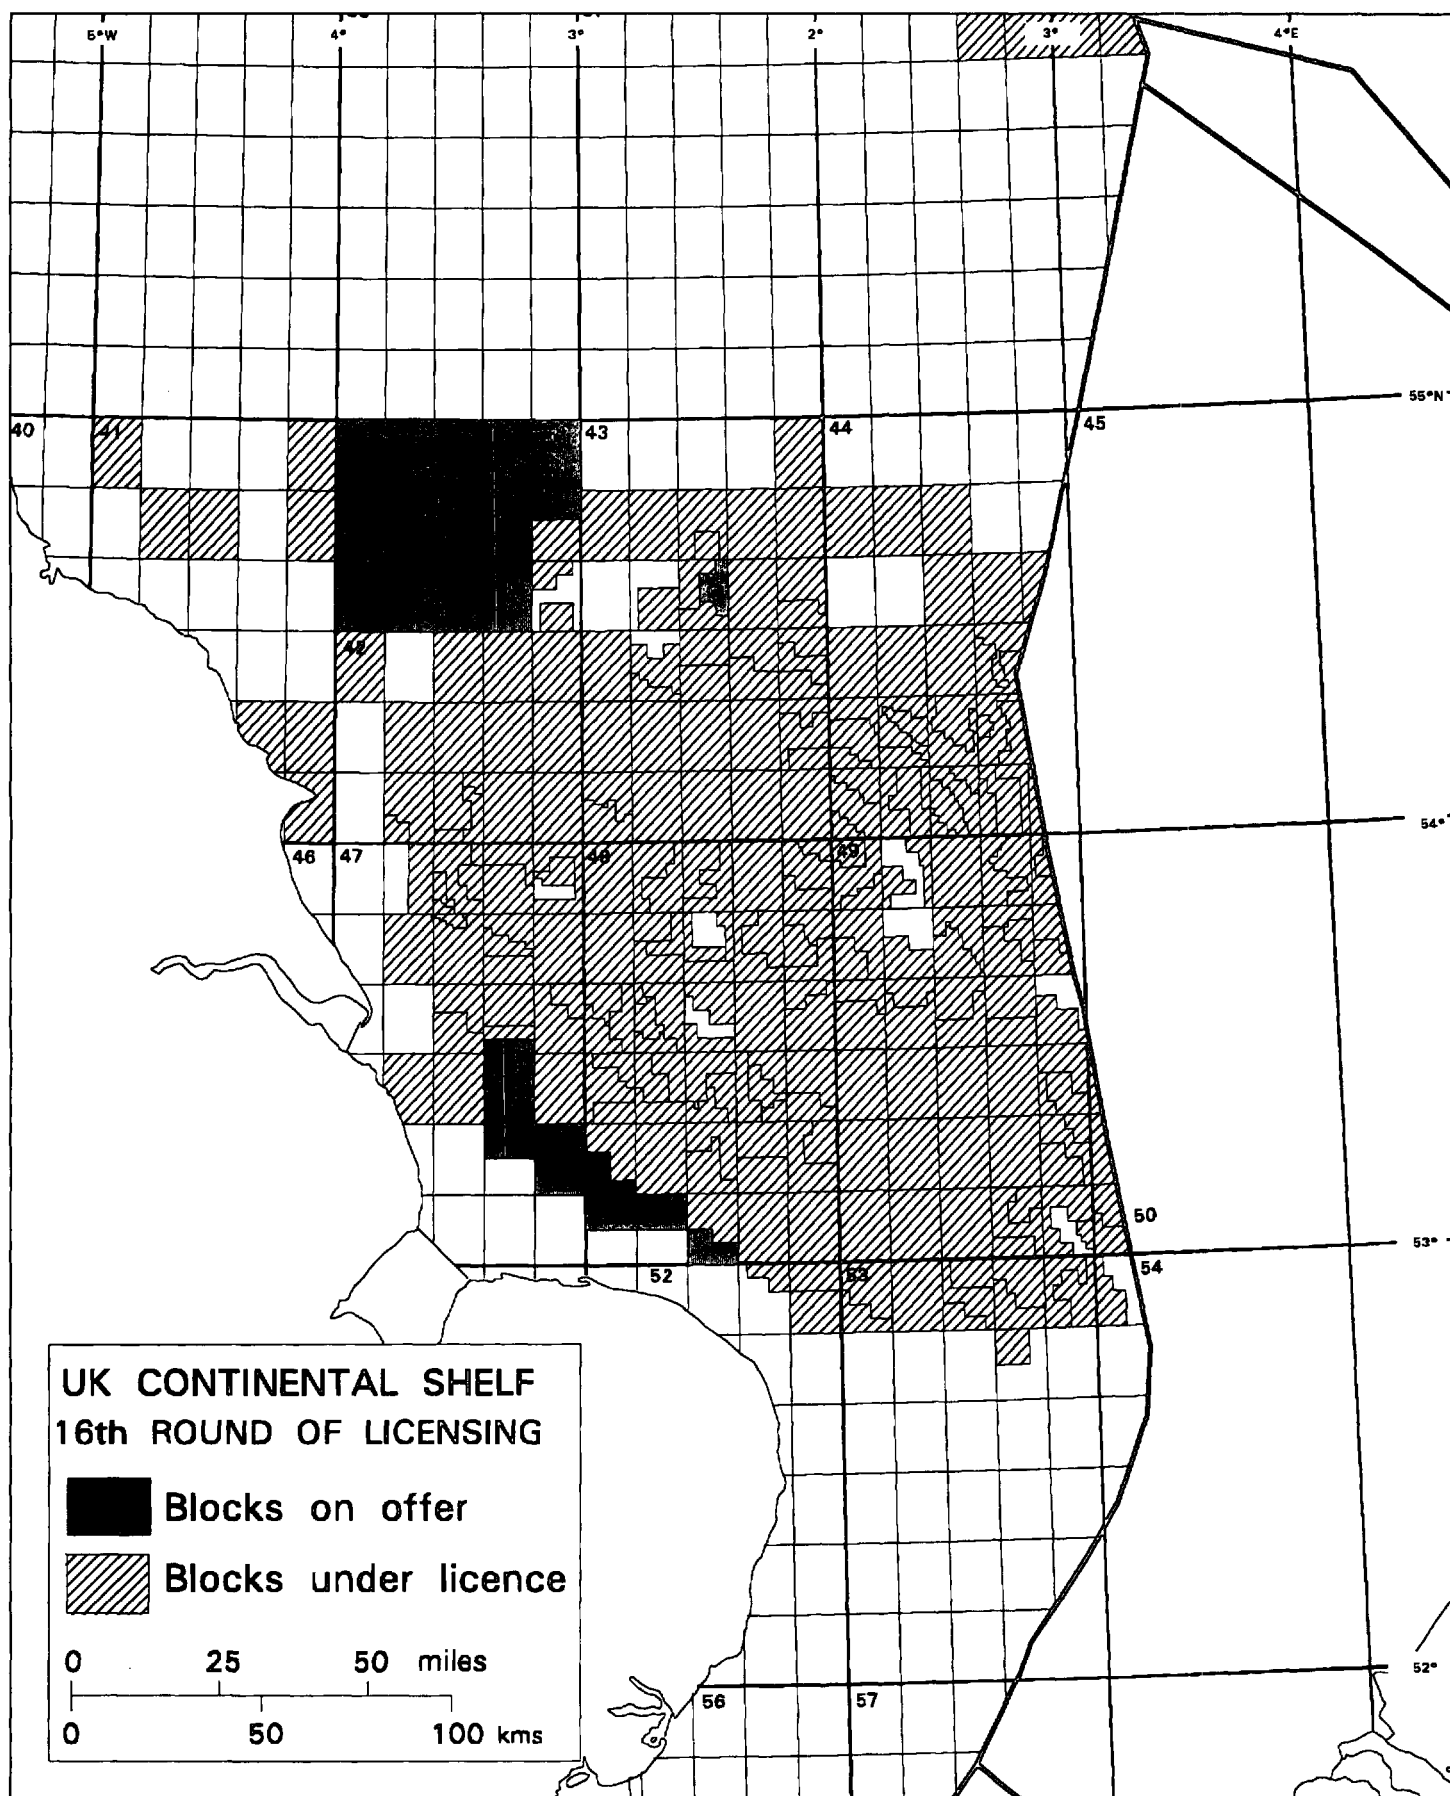 5°W 4° 3° 2° 3° 4°E
55°N
40 41 43 44 45
42
54°
46 47 48 49
50
53°
52 53 54
UK CONTINENTAL SHELF
16th ROUND OF LICENSING
Blocks on offer
Blocks under licence
0 25 50 miles
0 50 100 kms
52°
56 57